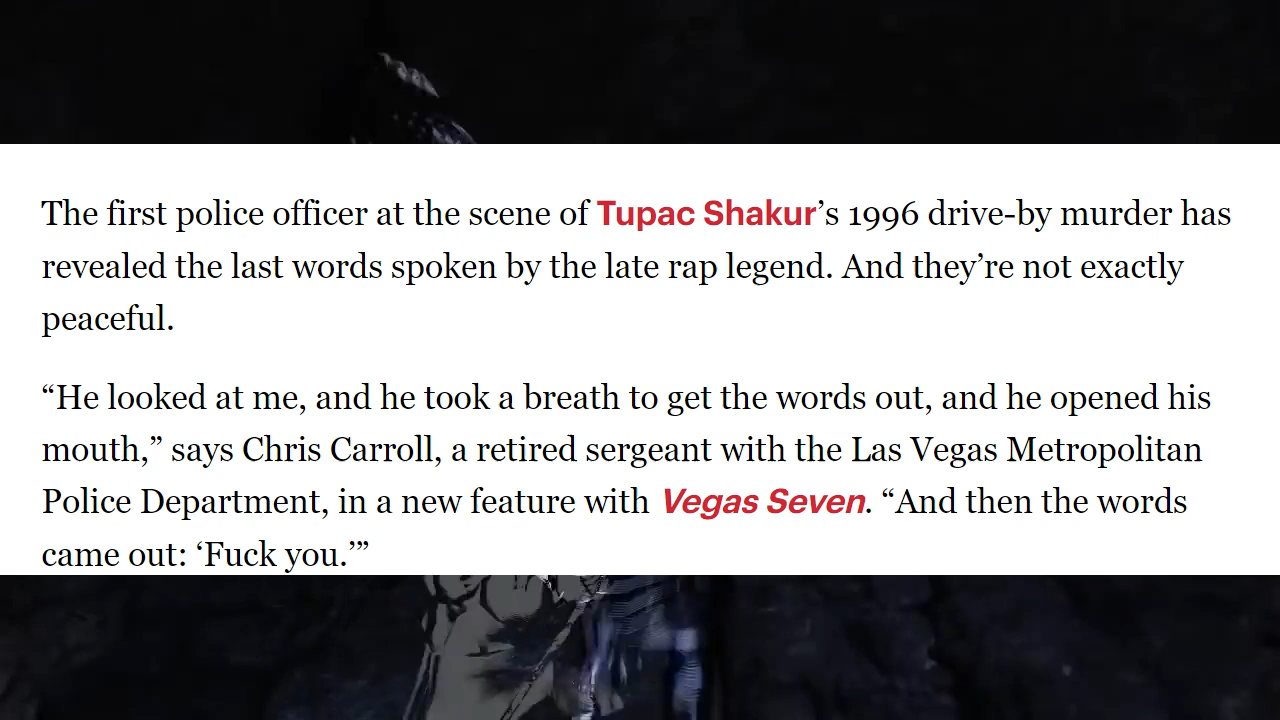 The first police officer at the scene of Tupac Shakur’s 1996 drive-by murder has
revealed the last words spoken by the late rap legend. And they’re not exactly
peaceful.
“He looked at me, and he took a breath to get the words out, and he opened his
mouth,” says Chris Carroll, a retired sergeant with the Las Vegas Metropolitan
Police Department, in a new feature with Vegas Seven. “And then the words
came out: ‘Fuck you.’”